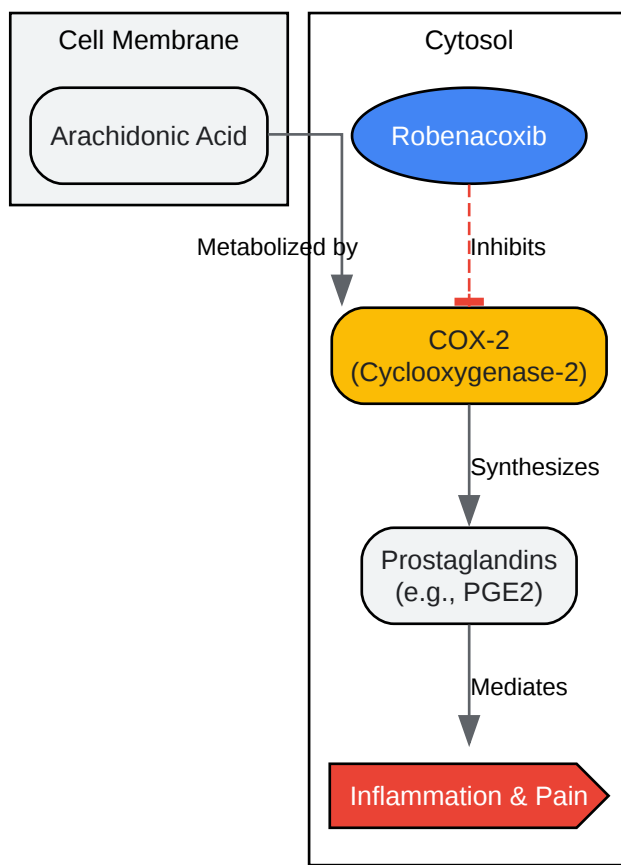 Cell Membrane
Cytosol
Arachidonic Acid
Robenacoxib
Metabolized by
Inhibits
COX-2
(Cyclooxygenase-2)
Synthesizes
Prostaglandins
(e.g., PGE2)
Mediates
Inflammation & Pain